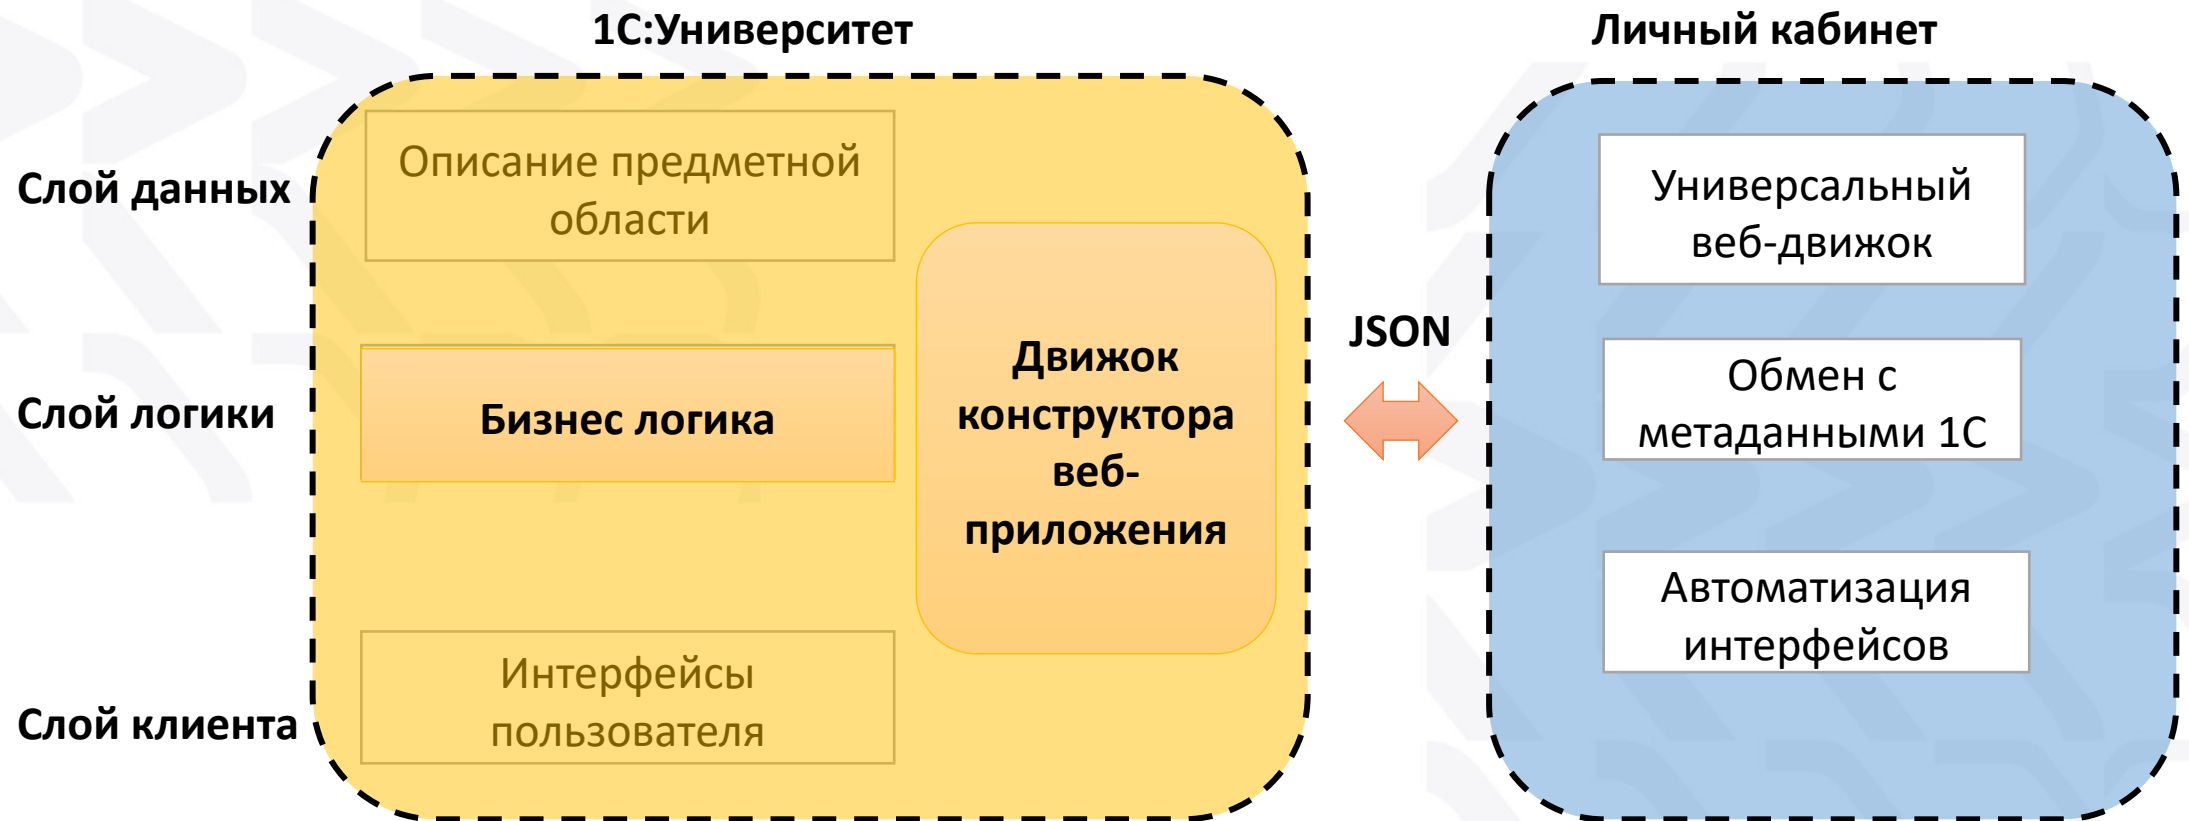 1С:Университет
Личный кабинет
Слой данных
Описание предметной
области
Универсальный
веб-движок
Слой логики
Бизнес логика
Движок
конструктора
веб-
приложения
JSON
Обмен с
метаданными 1С
Автоматизация
интерфейсов
Слой клиента
Интерфейсы
пользователя